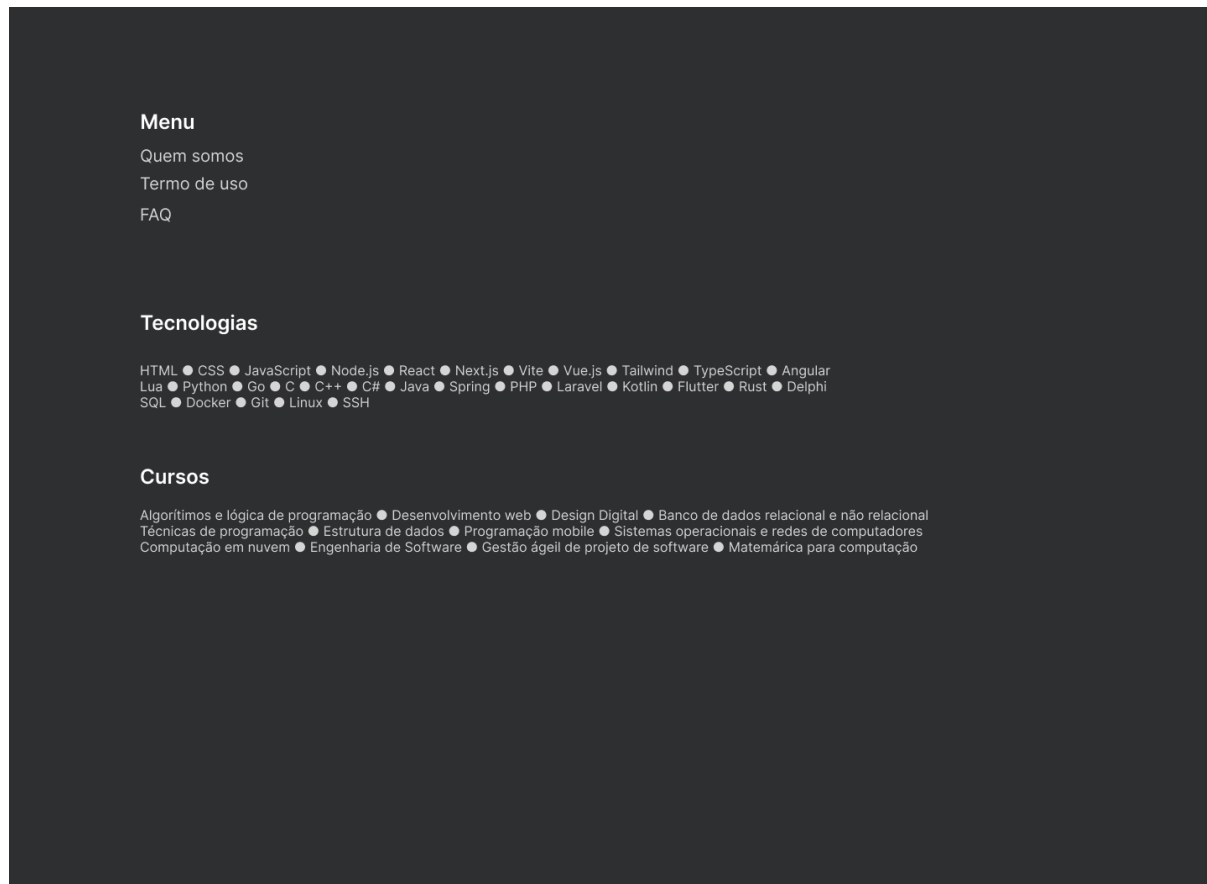 Menu
Quem somos
Termo de uso
FAQ
Tecnologias
HTML ● CSS ● JavaScript ● Node.js ● React ● Next.js ● Vite ● Vue.js ● Tailwind ● TypeScript ● Angular
Lua ● Python ● Go ● C ● C++ ● C# ● Java ● Spring ● PHP ● Laravel ● Kotlin ● Flutter ● Rust ● Delphi
SQL ● Docker ● Git ● Linux ● SSH
Cursos
Algorítimos e lógica de programação ● Desenvolvimento web ● Design Digital ● Banco de dados relacional e não relacional
Técnicas de programação ● Estrutura de dados ● Programação mobile ● Sistemas operacionais e redes de computadores
Computação em nuvem ● Engenharia de Software ● Gestão ágeil de projeto de software ● Matemárica para computação